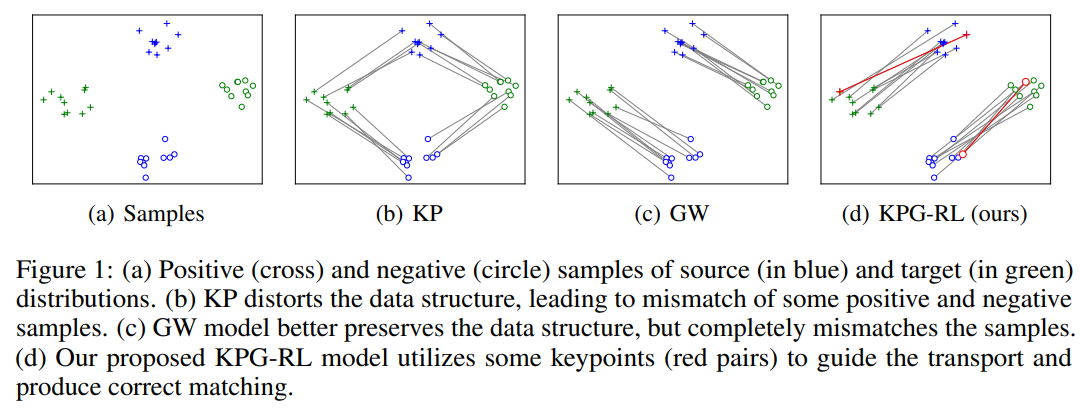 (a) Samples
(b) KP
(c) GW
(d) KPG-RL (ours)
Figure 1: (a) Positive (cross) and negative (circle) samples of source (in blue) and target (in green)
distributions. (b) KP distorts the data structure, leading to mismatch of some positive and negative
samples. (c) GW model better preserves the data structure, but completely mismatches the samples.
(d) Our proposed KPG-RL model utilizes some keypoints (red pairs) to guide the transport and
produce correct matching.